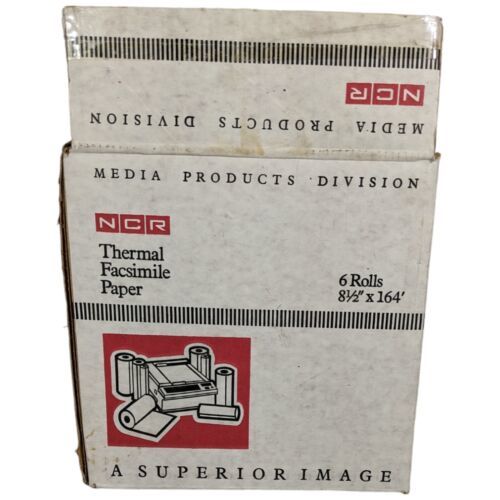 NCR
MEDIA PRODUCTS DIVISION
MEDIA PRODUCTS DIVISION
NCR
Thermal
Facsimile
Paper
6 Rolls
8½" x 164'
A SUPERIOR IMAGE